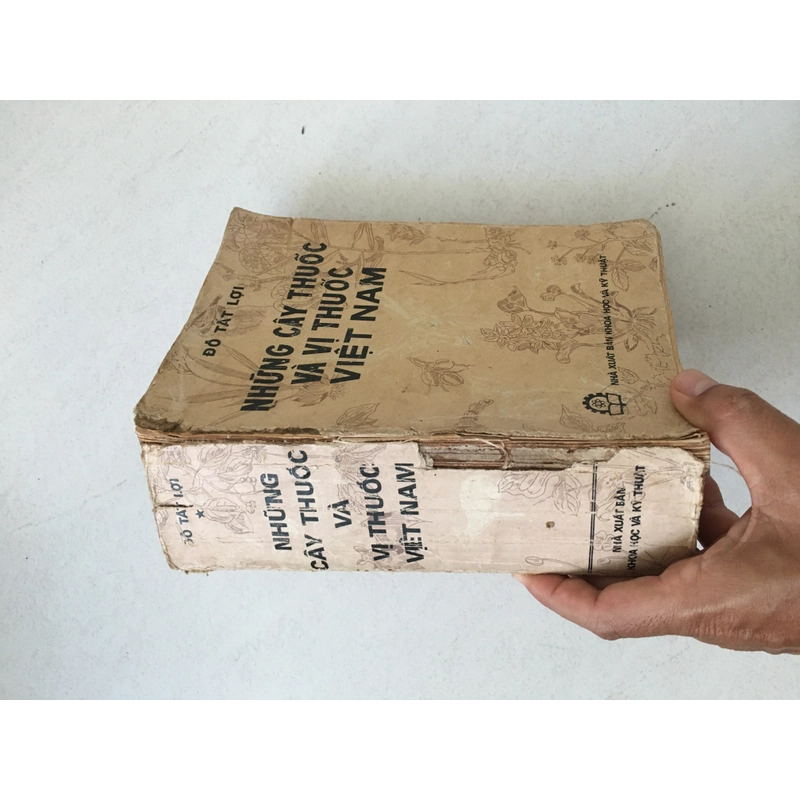 ĐỖ TẤT LỢI
NHỮNG CÂY THUỐC
VÀ VỊ THUỐC
VIỆT NAM
NHÀ XUẤT BẢN KHOA HỌC VÀ KỸ THUẬT
ĐỖ TẤT LỢI
NHỮNG
CÂY THUỐC
VÀ
VỊ THUỐC
VIỆT NAM
NHÀ XUẤT BẢN
KHOA HỌC VÀ KỸ THUẬT